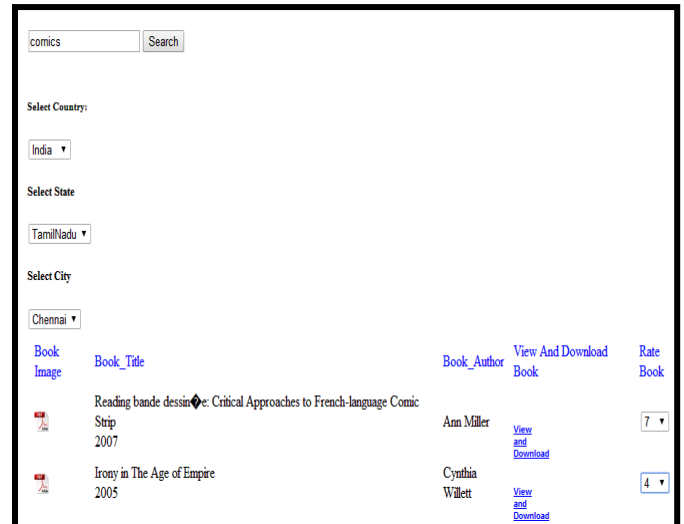 comics Search
Select Country:
India
Select State
TamilNadu
Select City
Chennai
Book Image Book_Title Book_Author View And Download Book Rate Book
Reading bande dessin�e: Critical Approaches to French-language Comic
Strip
2007
Ann Miller
View
and
Download
7
Irony in The Age of Empire
2005
Cynthia
Willett
View
and
Download
4